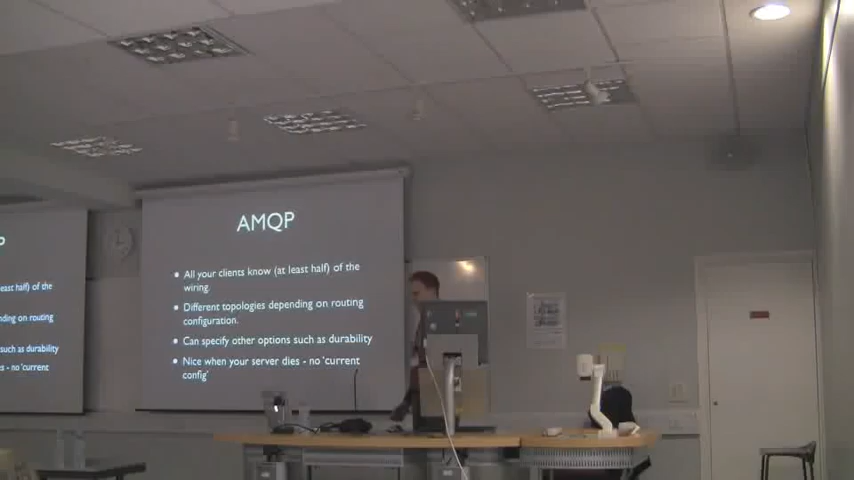 AMQP
All your clients know (at least half) of the
wiring.
Different topologies depending on routing
configuration.
Can specify other options such as durability
Nice when your server dies - no 'current
config'
P
east half) of the
nding on routing
such as durability
s - no 'current